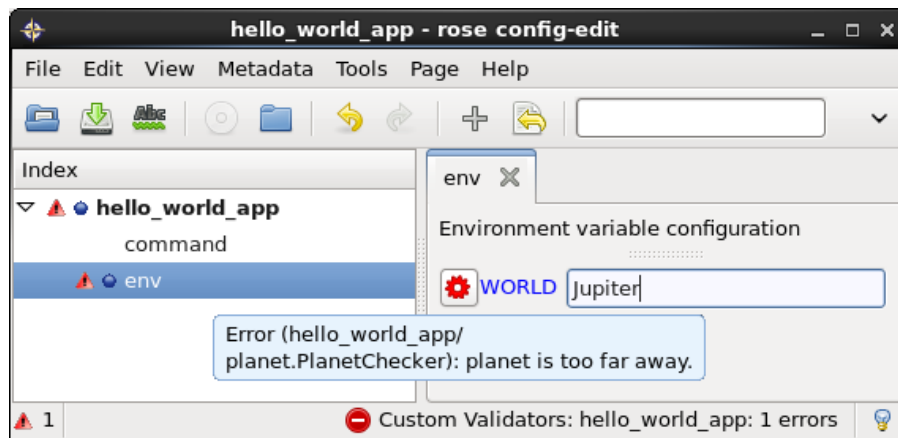 hello_world_app - rose config-edit
File Edit View Metadata Tools Page Help
Abc
Index
env
hello_world_app
command
env
Environment variable configuration
WORLD Jupiter
Error (hello_world_app/
planet.PlanetChecker): planet is too far away.
1
Custom Validators: hello_world_app: 1 errors